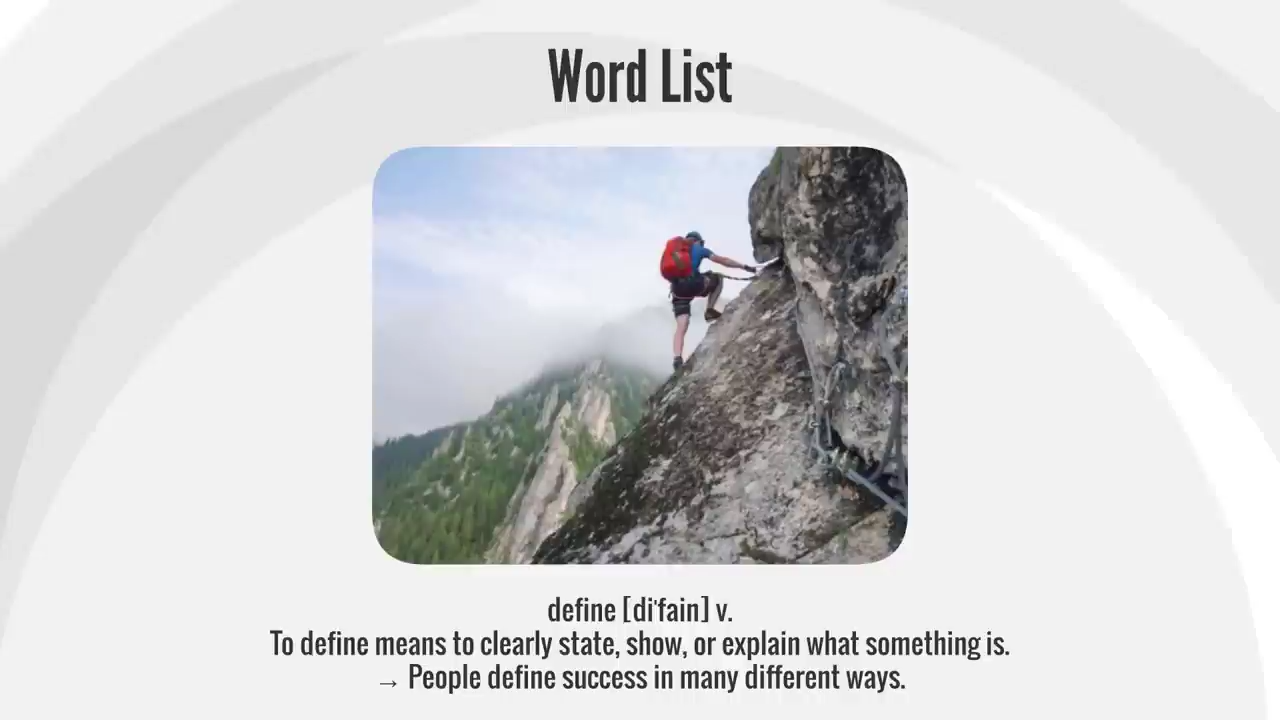 Word List
define [di'fain] v.
To define means to clearly state, show, or explain what something is.
→ People define success in many different ways.